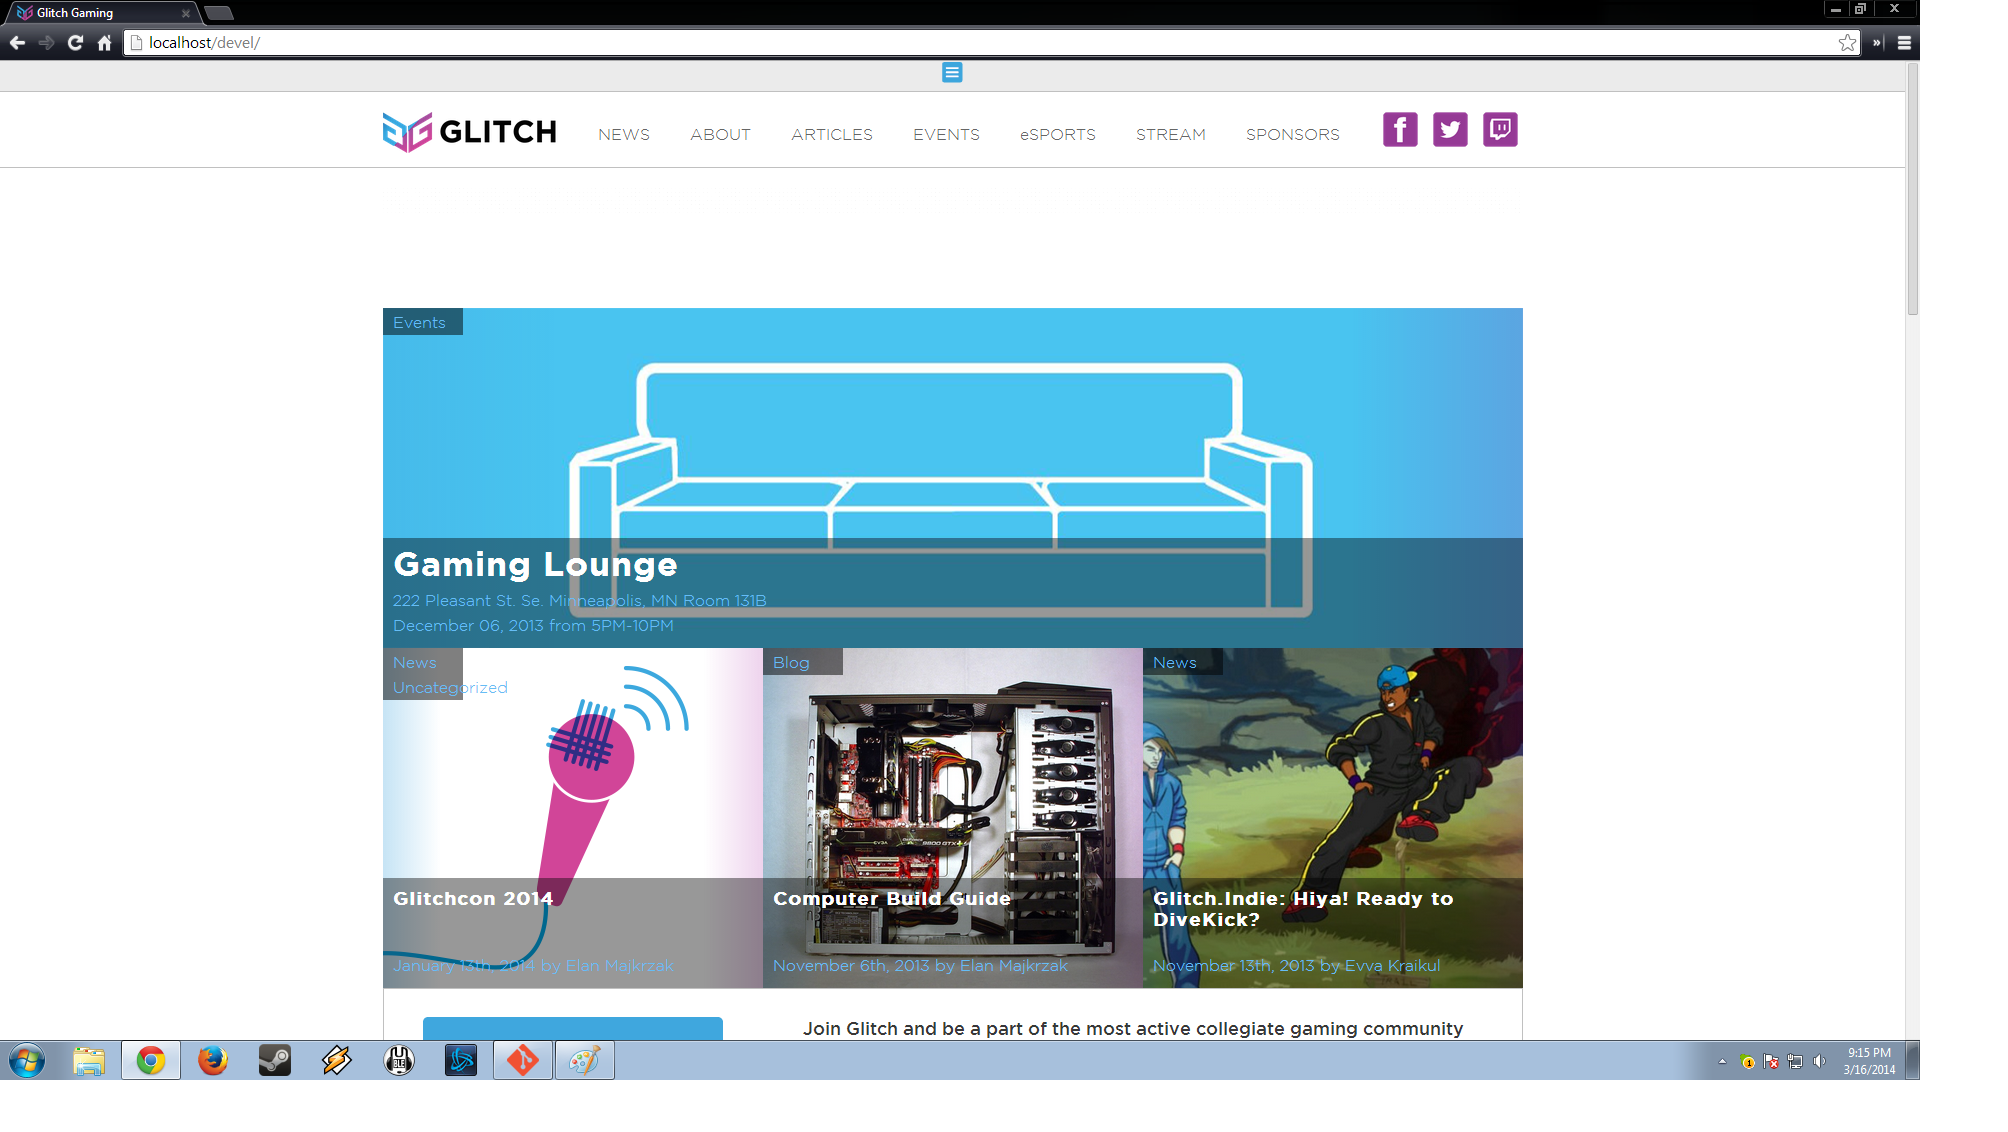 Glitch Gaming
localhost/devel/
GLITCH
NEWS
ABOUT
ARTICLES
EVENTS
eSPORTS
STREAM
SPONSORS
Events
Gaming Lounge
222 Pleasant St. Se. Minneapolis, MN Room 131B
December 06, 2013 from 5PM-10PM
News
Uncategorized
Glitchcon 2014
January 13th, 2014 by Elan Majkrzak
Blog
EVGA
9800 GTX+
Computer Build Guide
November 6th, 2013 by Elan Majkrzak
News
Glitch.Indie: Hiya! Ready to
DiveKick?
November 13th, 2013 by Evva Kraikul
Join Glitch and be a part of the most active collegiate gaming community
9:15 PM
3/16/2014